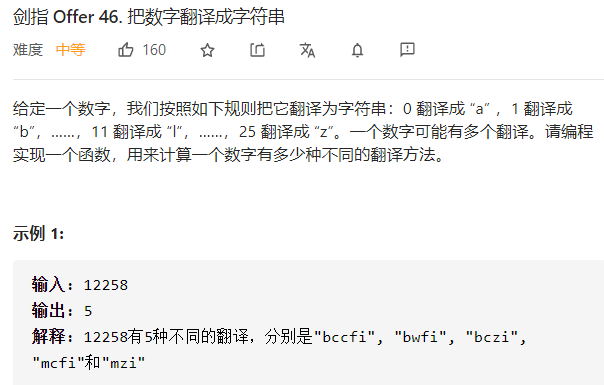 剑指 Offer 46. 把数字翻译成字符串
难度 中等 160
给定一个数字，我们按照如下规则把它翻译为字符串：0 翻译成 “a” ，1 翻译成
“b”，……，11 翻译成 “l”，……，25 翻译成 “z”。一个数字可能有多个翻译。请编程
实现一个函数，用来计算一个数字有多少种不同的翻译方法。
示例 1:
输入: 12258
输出: 5
解释: 12258有5种不同的翻译，分别是"bccfi", "bwfi", "bczi",
"mcfi"和"mzi"